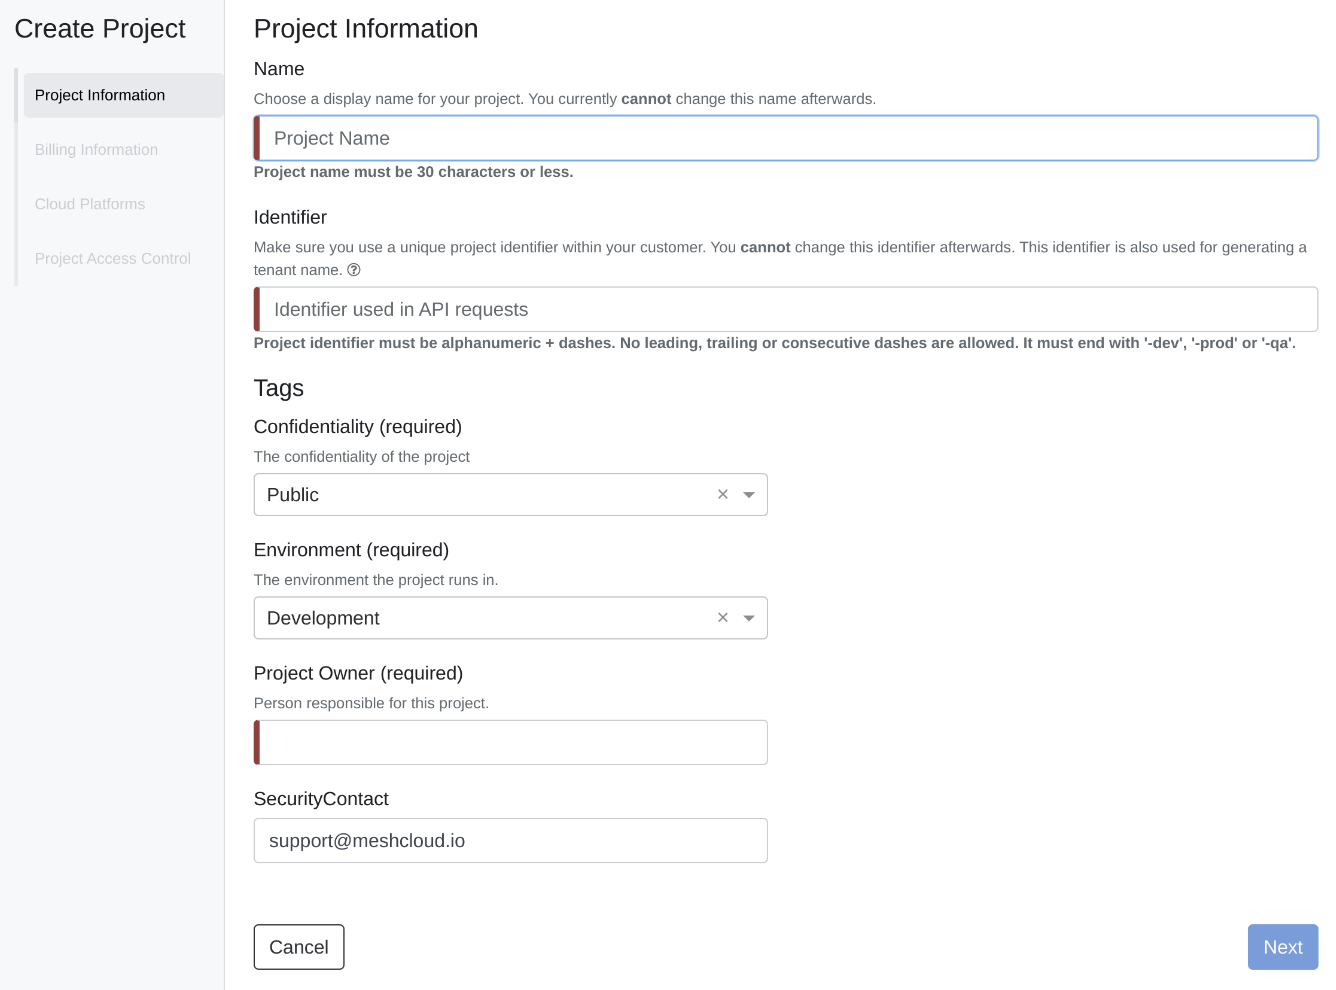 Create Project
Project Information
Billing Information
Cloud Platforms
Project Access Control
Project Information
Name
Choose a display name for your project. You currently cannot change this name afterwards.
Project Name
Project name must be 30 characters or less.
Identifier
Make sure you use a unique project identifier within your customer. You cannot change this identifier afterwards. This identifier is also used for generating a
tenant name. ?
Identifier used in API requests
Project identifier must be alphanumeric + dashes. No leading, trailing or consecutive dashes are allowed. It must end with '-dev', '-prod' or '-qa'.
Tags
Confidentiality (required)
The confidentiality of the project
Public
Environment (required)
The environment the project runs in.
Development
Project Owner (required)
Person responsible for this project.
SecurityContact
support@meshcloud.io
Cancel
Next